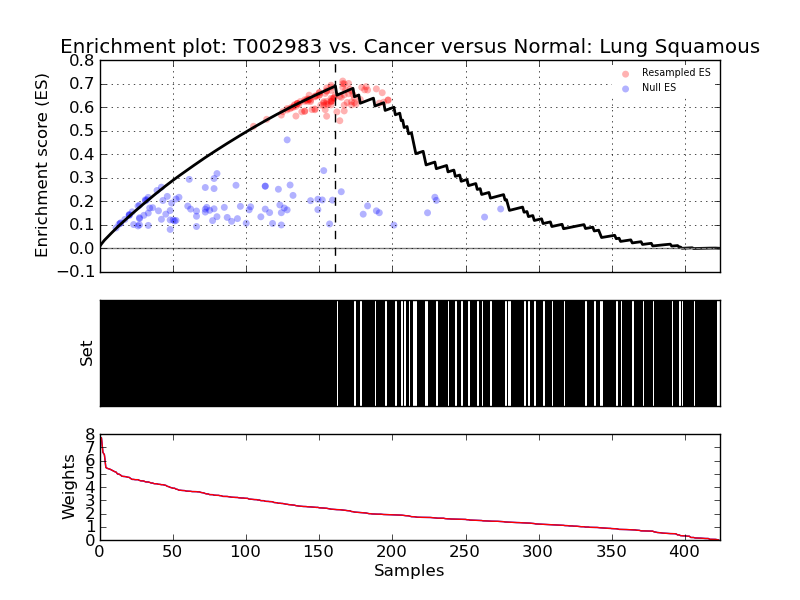 Enrichment plot: T002983 vs. Cancer versus Normal: Lung Squamous
0.8
0.7
0.6
0.5
0.4
0.3
0.2
0.1
0.0
−0.1
Enrichment score (ES)
Resampled ES
Null ES
Set
8
7
6
5
4
3
2
1
0
Weights
0 50 100 150 200 250 300 350 400
Samples